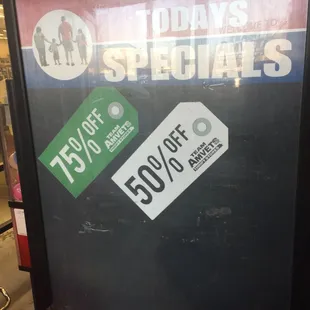 TODAYS
SPECIALS
75% OFF
TEAM
AMVETS
50% OFF
TEAM
AMVETS